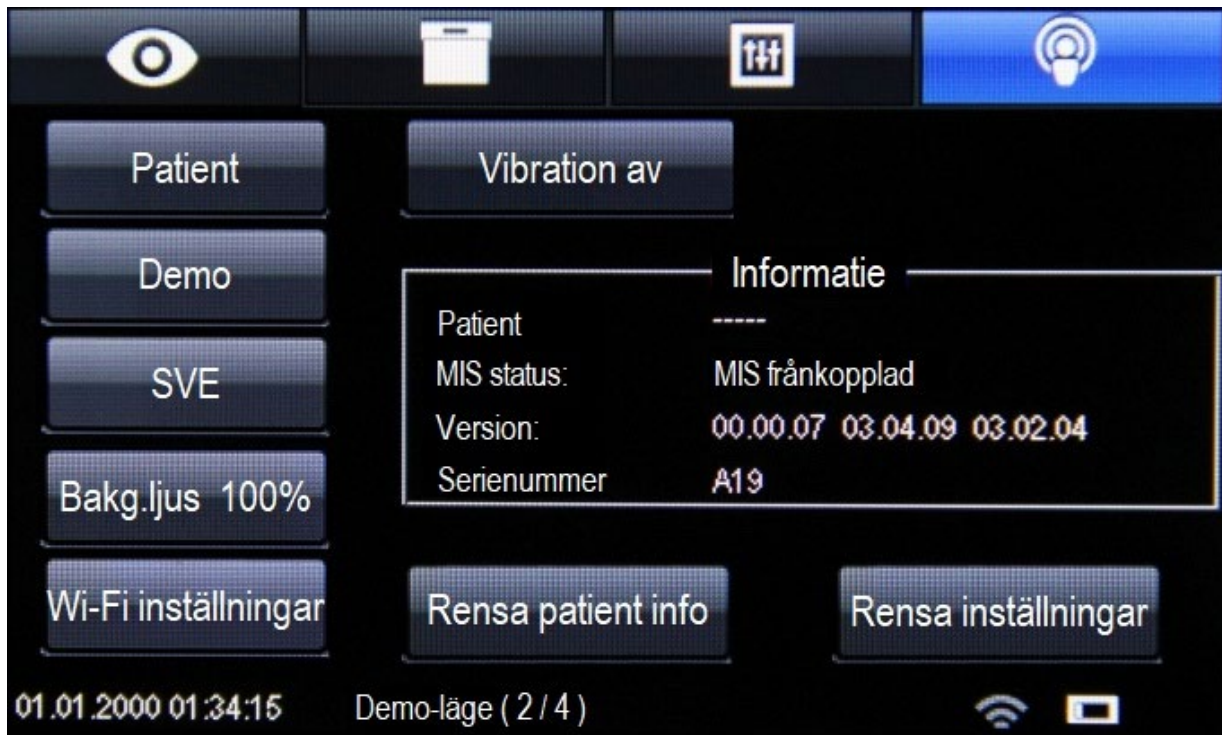 Patient
Vibration av
Demo
Informatie
Patient -----
MIS status: MIS frånkopplad
SVE
Version: 00.00.07 03.04.09 03.02.04
Serienummer A19
Bakg.ljus 100%
Wi-Fi inställningar
Rensa patient info
Rensa inställningar
01.01.2000 01:34:15 Demo-läge ( 2 / 4 )